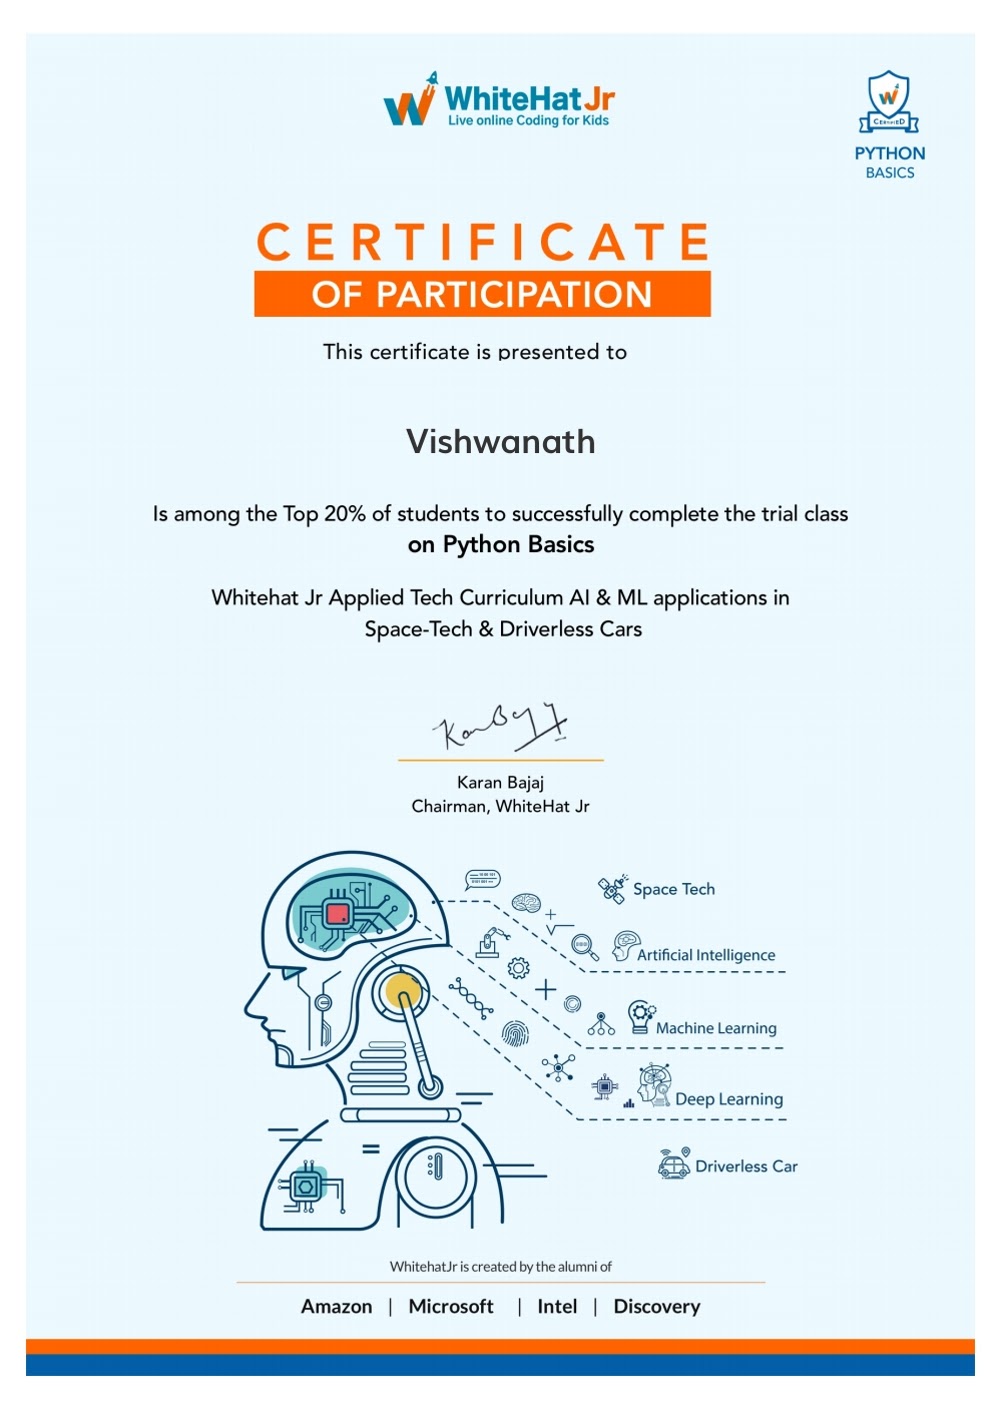 WhiteHat Jr
Live online Coding for Kids
CERTIFIED
PYTHON
BASICS
CERTIFICATE
OF PARTICIPATION
This certificate is presented to
Vishwanath
Is among the Top 20% of students to successfully complete the trial class
on Python Basics
Whitehat Jr Applied Tech Curriculum AI & ML applications in
Space-Tech & Driverless Cars
Karan Bajaj
Chairman, WhiteHat Jr
Space Tech
Artificial Intelligence
Machine Learning
Deep Learning
Driverless Car
WhitehatJr is created by the alumni of
Amazon | Microsoft | Intel | Discovery